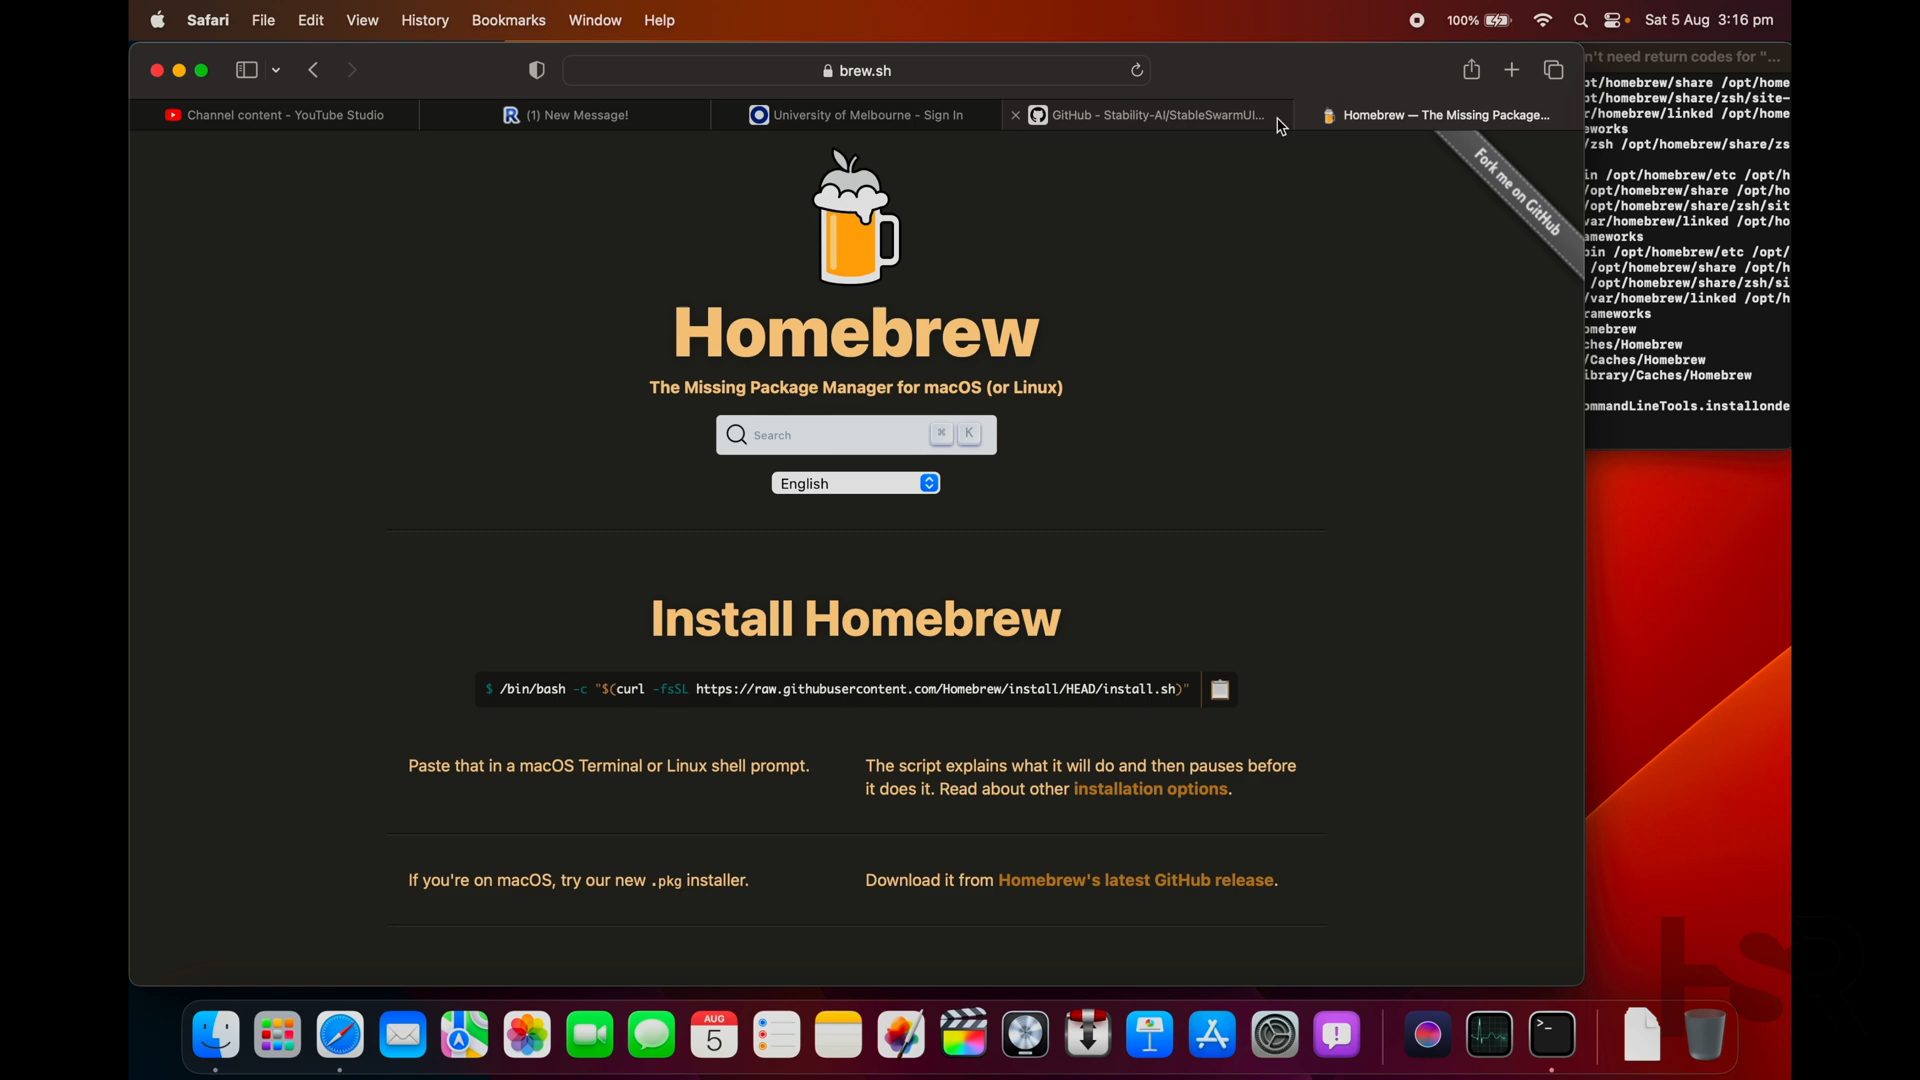 Safari File Edit View History Bookmarks Window Help
100% Sat 5 Aug 3:16 pm
brew.sh
Channel content - YouTube Studio
(1) New Message!
University of Melbourne - Sign In
GitHub - Stability-AI/StableSwarmUI...
Homebrew — The Missing Package...
Fork me on GitHub
Homebrew
The Missing Package Manager for macOS (or Linux)
Search ⌘ K
English
Install Homebrew
$ /bin/bash -c "$(curl -fsSL https://raw.githubusercontent.com/Homebrew/install/HEAD/install.sh)"
Paste that in a macOS Terminal or Linux shell prompt.
The script explains what it will do and then pauses before
it does it. Read about other installation options.
If you're on macOS, try our new .pkg installer.
Download it from Homebrew's latest GitHub release.
n't need return codes for "...
pt/homebrew/share /opt/home
pt/homebrew/share/zsh/site-
r/homebrew/linked /opt/home
eworks
/zsh /opt/homebrew/share/zs
in /opt/homebrew/etc /opt/h
/opt/homebrew/share /opt/ho
/opt/homebrew/share/zsh/sit
var/homebrew/linked /opt/ho
ameworks
bin /opt/homebrew/etc /opt/
/opt/homebrew/share /opt/h
/opt/homebrew/share/zsh/si
/var/homebrew/linked /opt/h
rameworks
omebrew
ches/Homebrew
/Caches/Homebrew
ibrary/Caches/Homebrew
ommandLineTools.installonde
AUG
5
HSR